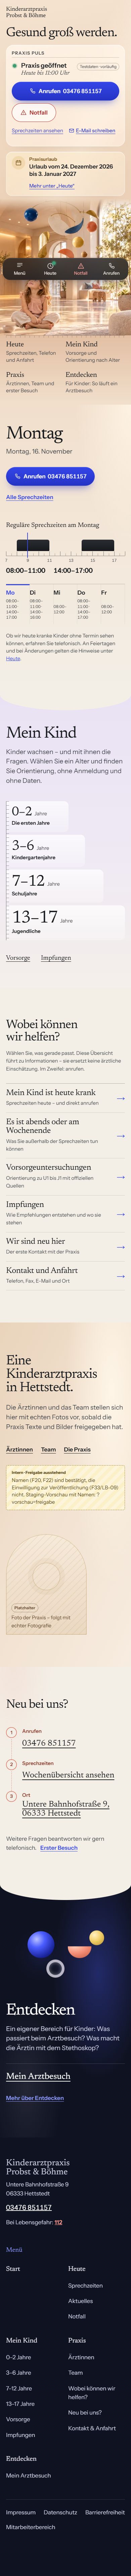 Kinderarztpraxis
Probst & Böhme
Gesund groß werden.
PRAXIS PULS
Praxis geöffnet
Testdaten · vorläufig
Heute bis 11:00 Uhr
Anrufen 03476 851157
Notfall
Sprechzeiten ansehen
E-Mail schreiben
Praxisurlaub
Urlaub vom 24. Dezember 2026
bis 3. Januar 2027
Mehr unter „Heute“
Menü
Heute
Notfall
Anrufen
Heute
Sprechzeiten, Telefon
und Anfahrt
Mein Kind
Vorsorge und
Orientierung nach Alter
Praxis
Ärztinnen, Team und
erster Besuch
Entdecken
Für Kinder: So läuft ein
Arztbesuch
Montag
Montag, 16. November
Anrufen 03476 851157
Alle Sprechzeiten
Reguläre Sprechzeiten am Montag
7 9 11 13 15 17
08:00–11:00 14:00–17:00
Mo Di Mi Do Fr
Ob wir heute kranke Kinder ohne Termin sehen
können, erfahren Sie telefonisch. An Feiertagen
und bei Änderungen gelten die Hinweise unter
Heute.
Mein Kind
Kinder wachsen – und mit ihnen die
Fragen. Wählen Sie ein Alter und finden
Sie Orientierung, ohne Anmeldung und
ohne Daten.
0–2 Jahre
Die ersten Jahre
3–6 Jahre
Kindergartenjahre
7–12 Jahre
Schuljahre
13–17 Jahre
Jugendliche
Vorsorge
Impfungen
Wobei können
wir helfen?
Wählen Sie, was gerade passt. Diese Übersicht
führt zu Informationen – sie ersetzt keine ärztliche
Einschätzung. Im Zweifel: anrufen.
Mein Kind ist heute krank
Sprechzeiten heute – und direkt anrufen
Es ist abends oder am
Wochenende
Was Sie außerhalb der Sprechzeiten tun
können
Vorsorgeuntersuchungen
Orientierung zu U1 bis J1 mit offiziellen
Quellen
Impfungen
Wie Empfehlungen entstehen und wo sie
stehen
Wir sind neu hier
Der erste Kontakt mit der Praxis
Kontakt und Anfahrt
Telefon, Fax, E-Mail und Ort
Eine
Kinderarztpraxis
in Hettstedt.
Die Ärztinnen und das Team stellen sich
hier mit echten Fotos vor, sobald die
Praxis Texte und Bilder freigegeben hat.
Ärztinnen
Team
Die Praxis
Intern · Freigabe ausstehend
Platzhalter
Foto der Praxis – folgt mit
echter Fotografie.
Neu bei uns?
1
Anrufen
03476 851157
2
Sprechzeiten
Wochenübersicht ansehen
3
Ort
Untere Bahnhofstraße 9,
06333 Hettstedt
Weitere Fragen beantworten wir gern
telefonisch. Erster Besuch
Entdecken
Ein eigener Bereich für Kinder: Was
passiert beim Arztbesuch? Was macht
die Ärztin mit dem Stethoskop?
Mein Arztbesuch
Mehr über Entdecken
Kinderarztpraxis
Probst & Böhme
Untere Bahnhofstraße 9
06333 Hettstedt
03476 851157
Bei Lebensgefahr: 112
Menü
Start
Heute
Sprechzeiten
Aktuelles
Notfall
Mein Kind
0–2 Jahre
3–6 Jahre
7–12 Jahre
13–17 Jahre
Vorsorge
Impfungen
Praxis
Ärztinnen
Team
Wobei können wir
helfen?
Neu bei uns?
Kontakt & Anfahrt
Entdecken
Mein Arztbesuch
Impressum
Datenschutz
Barrierefreiheit
Mitarbeiterbereich